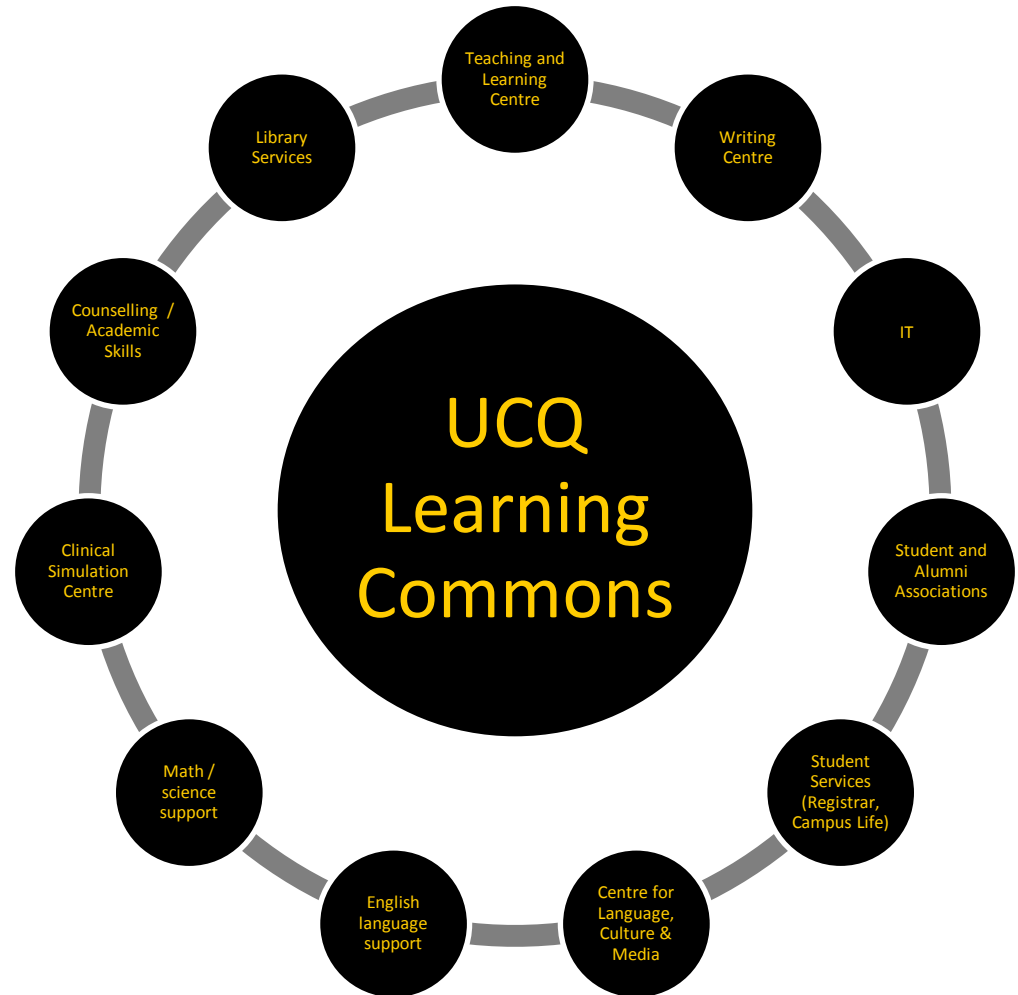 Teaching and
Learning
Centre
Writing
Centre
IT
Student and
Alumni
Associations
Student
Services
(Registrar,
Campus Life)
Centre for
Language,
Culture &
Media
English
language
support
Math /
science
support
Clinical
Simulation
Centre
Counselling /
Academic
Skills
Library
Services
UCQ
Learning
Commons